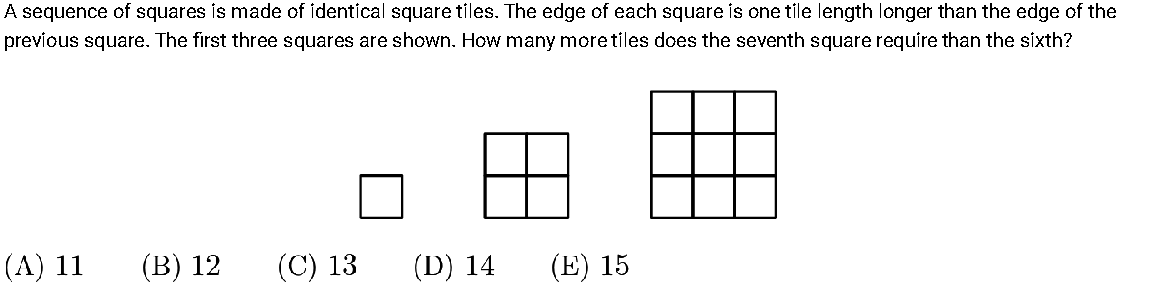 A sequence of squares is made of identical square tiles. The edge of each square is one tile length longer than the edge of the
previous square. The first three squares are shown. How many more tiles does the seventh square require than the sixth?
(A) 11 (B) 12 (C) 13 (D) 14 (E) 15